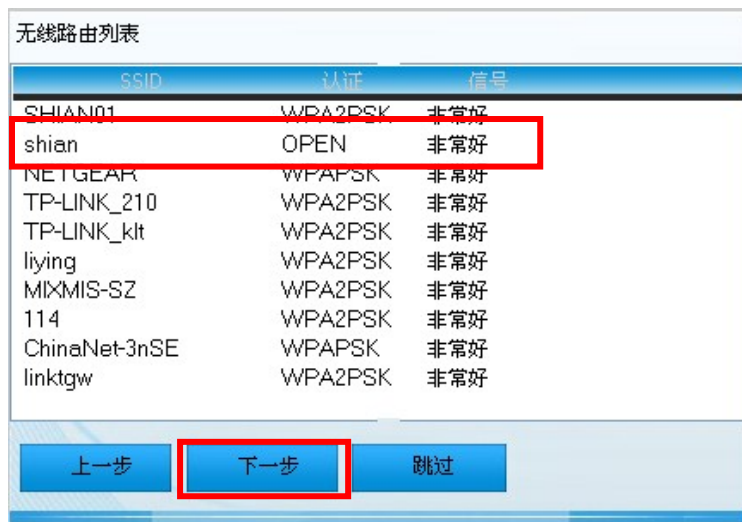 无线路由列表
SSID 认证 信号
SHIAN01 WPA2PSK 非常好
shian OPEN 非常好
NETGEAR WPAPSK 非常好
TP-LINK_210 WPA2PSK 非常好
TP-LINK_klt WPA2PSK 非常好
liying WPA2PSK 非常好
MIXMIS-SZ WPA2PSK 非常好
114 WPA2PSK 非常好
ChinaNet-3nSE WPAPSK 非常好
linktgw WPA2PSK 非常好
上一步 下一步 跳过